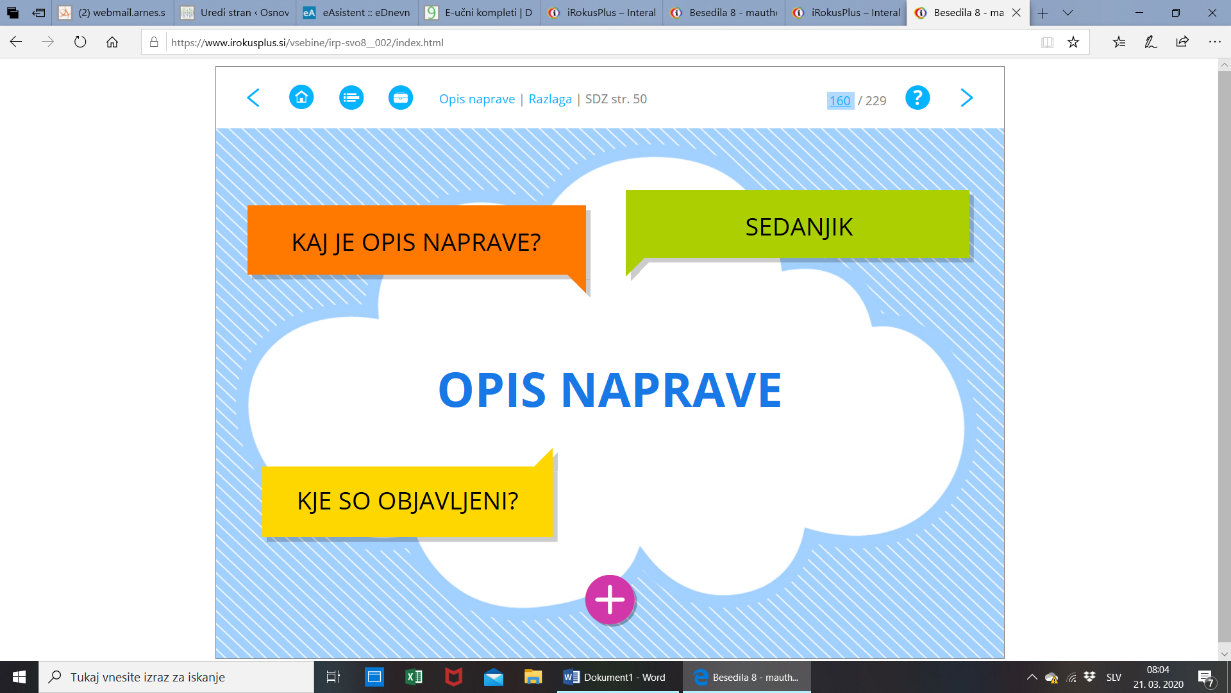 (2) webmail.arnes.s
Uredi stran ‹ Osnov
eAsistent :: eDnevn
E-učni kompleti | D
iRokusPlus – Interal
Besedila 8 - mauth
iRokusPlus – Interal
Besedila 8 - ma
https://www.irokusplus.si/vsebine/irp-svo8__002/index.html
Opis naprave | Razlaga | SDZ str. 50
160 / 229
?
KAJ JE OPIS NAPRAVE?
SEDANJIK
OPIS NAPRAVE
KJE SO OBJAVLJENI?
Tukaj vnesite izraz za iskanje
Dokument1 - Word
Besedila 8 - mauth...
SLV
08:04
21. 03. 2020
7